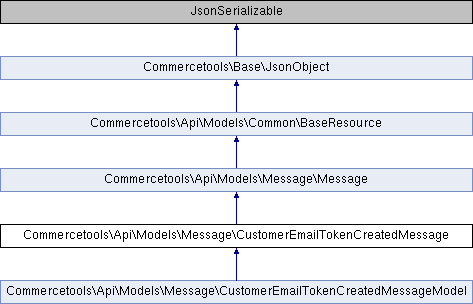 JsonSerializable
Commercetools\Base\JsonObject
Commercetools\Api\Models\Common\BaseResource
Commercetools\Api\Models\Message\Message
Commercetools\Api\Models\Message\CustomerEmailTokenCreatedMessage
Commercetools\Api\Models\Message\CustomerEmailTokenCreatedMessageModel